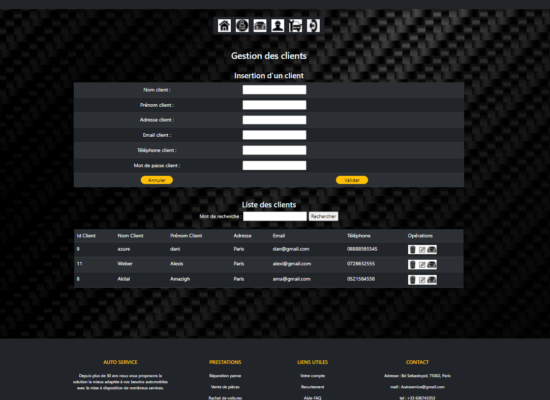 Gestion des clients
Insertion d'un client
Nom client :
Prénom client :
Adresse client :
Email client :
Téléphone client :
Mot de passe client :
Annuler Valider
Liste des clients
Mot de recherche : Rechercher
Id Client Nom Client Prénom Client Adresse Email Téléphone Opérations
9 azure dani Paris dan@gmail.com 08888565545
11 Weber Alexis Paris alexi@gmail.com 0728632555
6 Aklilal Amazigh Paris ama@gmail.com 0521584558
AUTO SERVICE PRESTATIONS LIENS UTILES CONTACT
Depuis plus de 30 ans nous vous proposons la
solution la mieux adaptée à vos besoins automobiles
avec la mise à disposition de nombreux services.
Réparation panne
Vente de pièces
Rachat de voitures
Votre compte
Recrutement
Aide FAQ
Adresse : Bd Sebastopol, 75003, Paris
mail : Autoservice@gmail.com
tel : +33 606743353